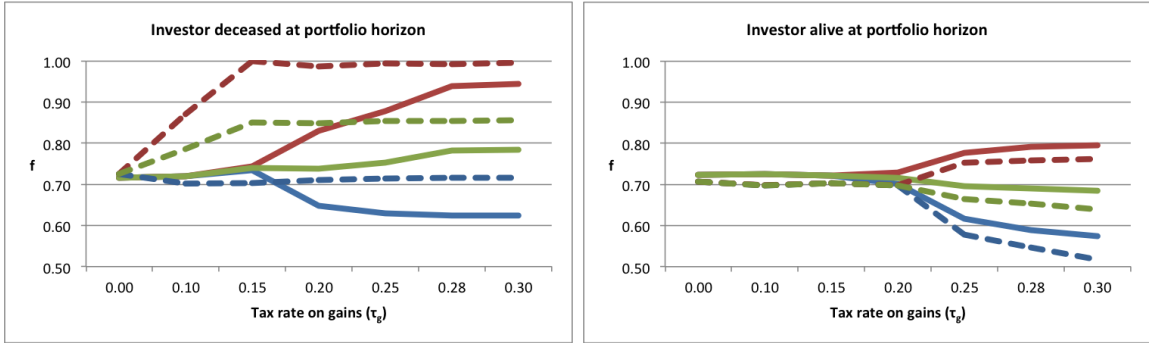 Investor deceased at portfolio horizon
1.00
0.90
0.80
f
0.70
0.60
0.50
0.00 0.10 0.15 0.20 0.25 0.28 0.30
Tax rate on gains (τg)
Investor alive at portfolio horizon
1.00
0.90
0.80
f
0.70
0.60
0.50
0.00 0.10 0.15 0.20 0.25 0.28 0.30
Tax rate on gains (τg)